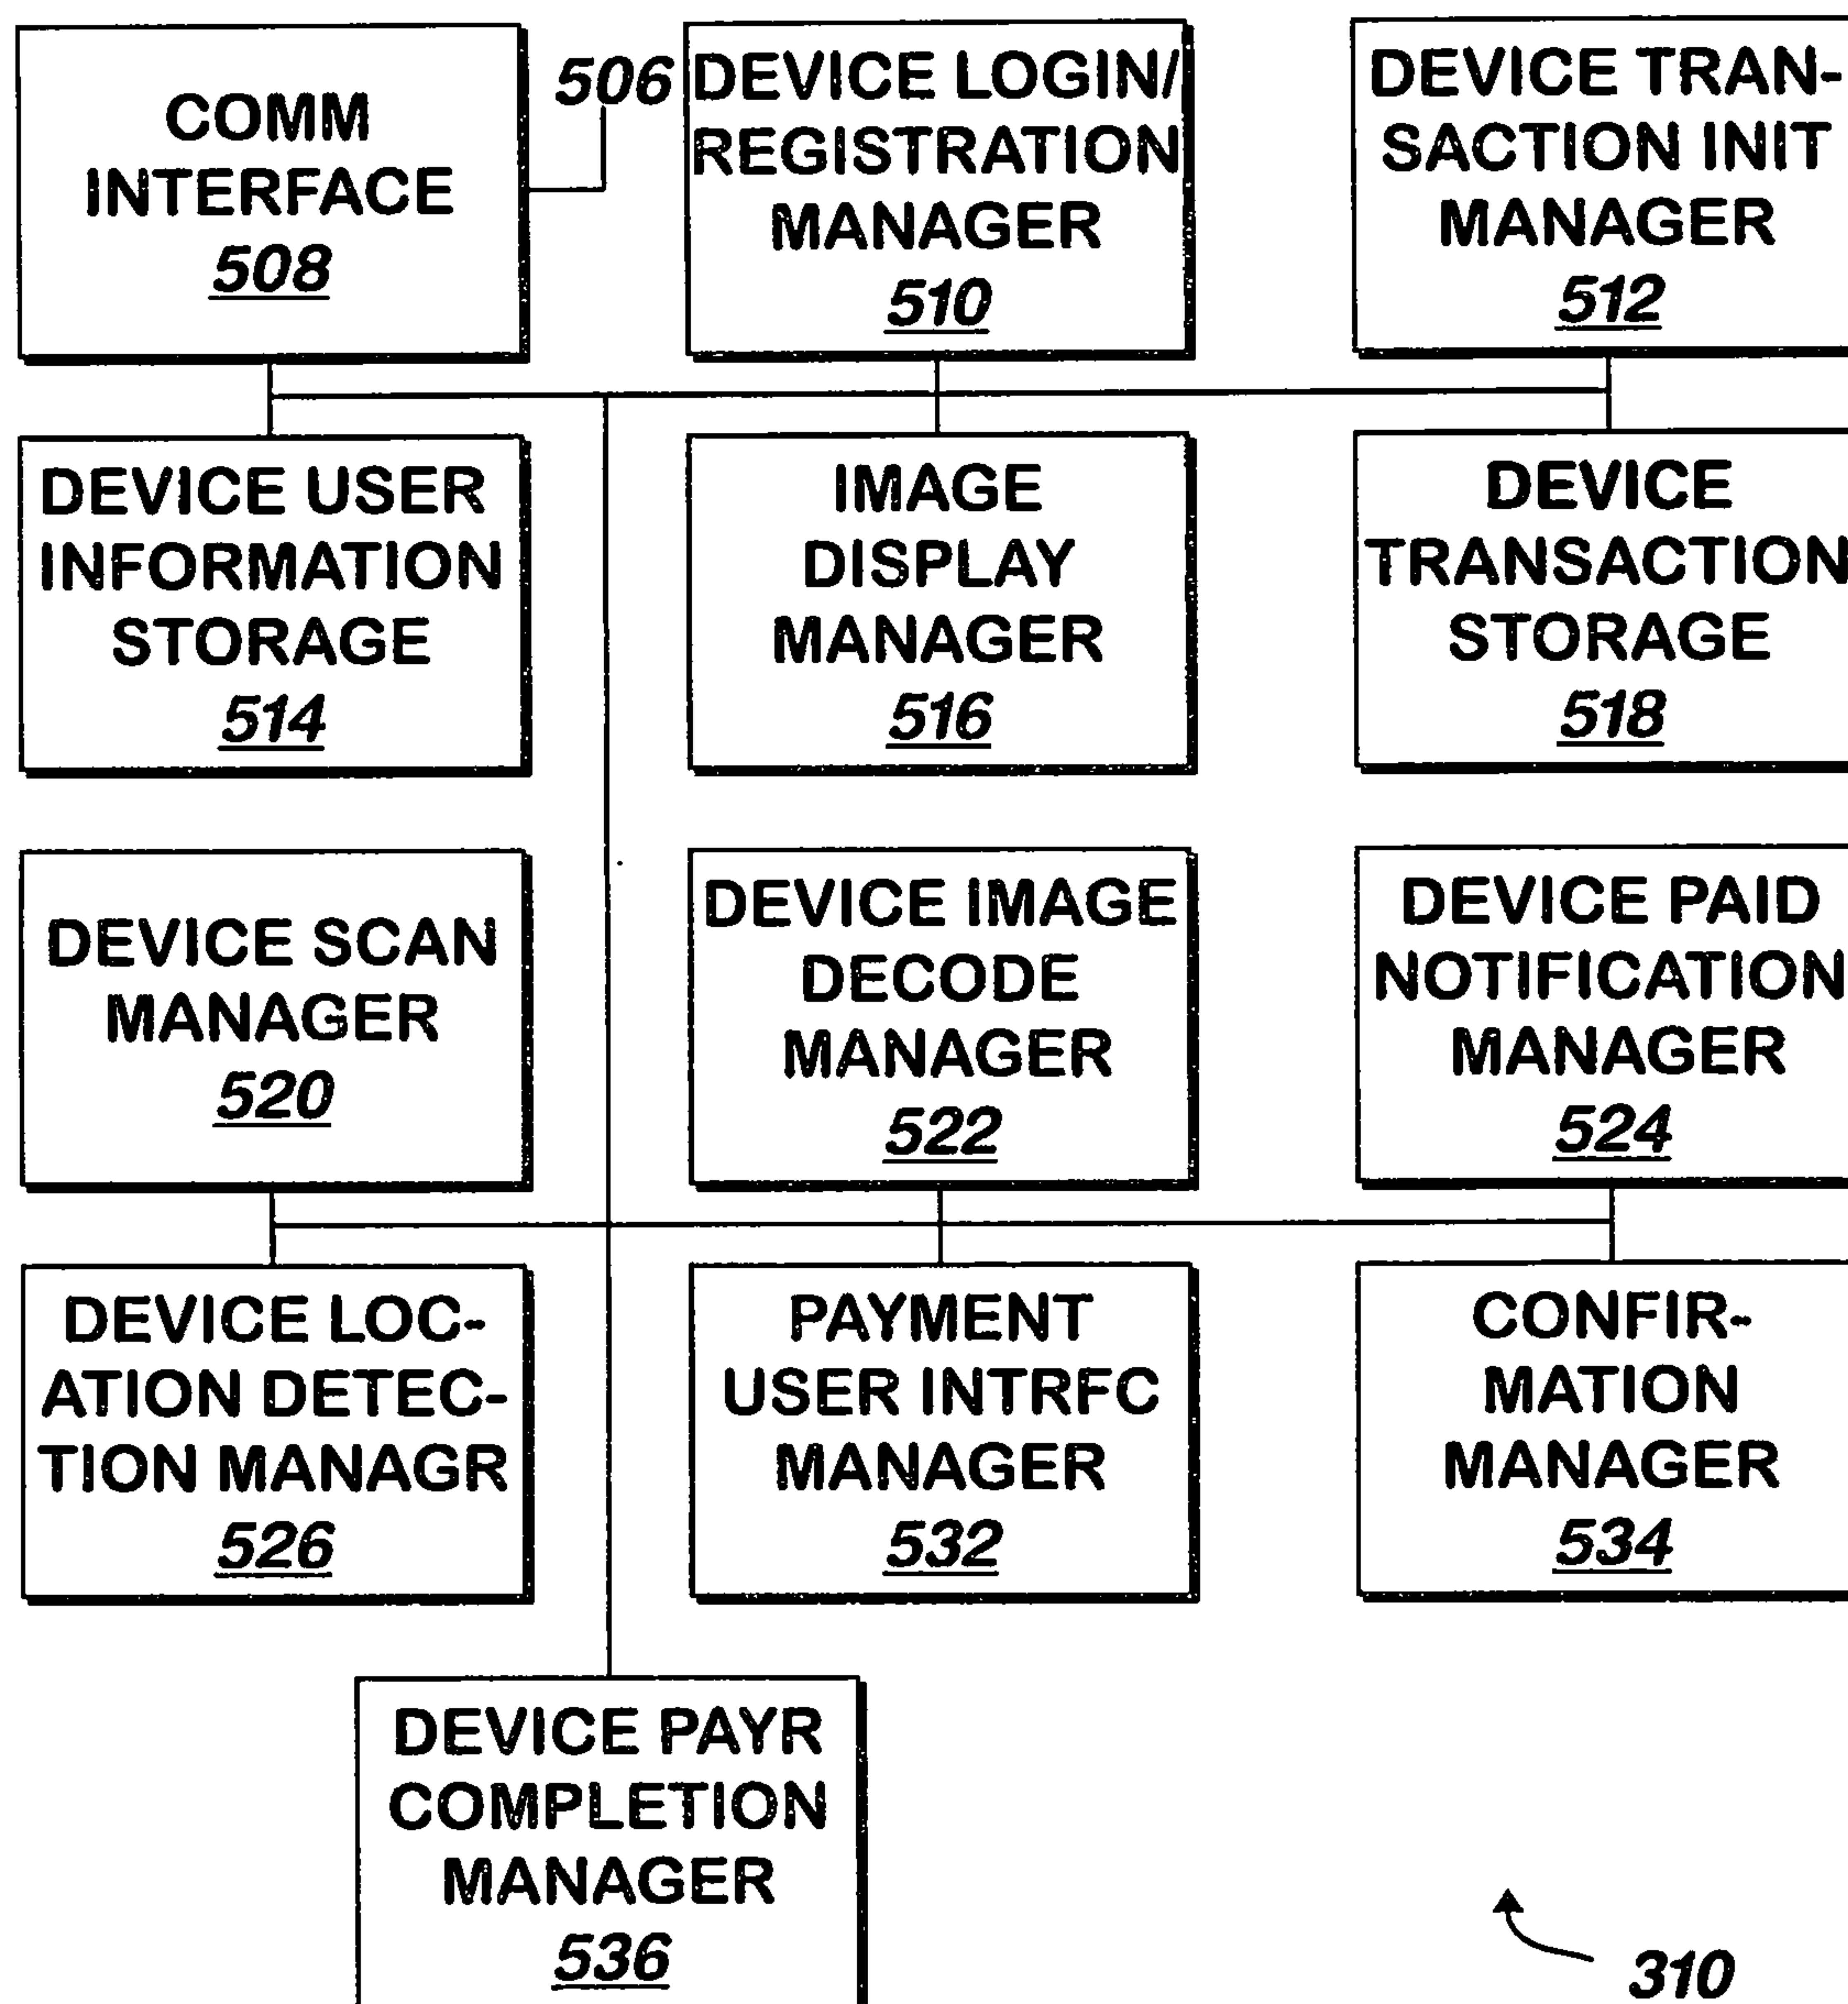 COMM
INTERFACE
508
506
DEVICE LOGIN/
REGISTRATION
MANAGER
510
DEVICE TRAN-
SACTION INIT
MANAGER
512
DEVICE USER
INFORMATION
STORAGE
514
IMAGE
DISPLAY
MANAGER
516
DEVICE
TRANSACTION
STORAGE
518
DEVICE SCAN
MANAGER
520
DEVICE IMAGE
DECODE
MANAGER
522
DEVICE PAID
NOTIFICATION
MANAGER
524
DEVICE LOC-
ATION DETEC-
TION MANAGR
526
PAYMENT
USER INTRFC
MANAGER
532
CONFIR-
MATION
MANAGER
534
DEVICE PAYR
COMPLETION
MANAGER
536
310